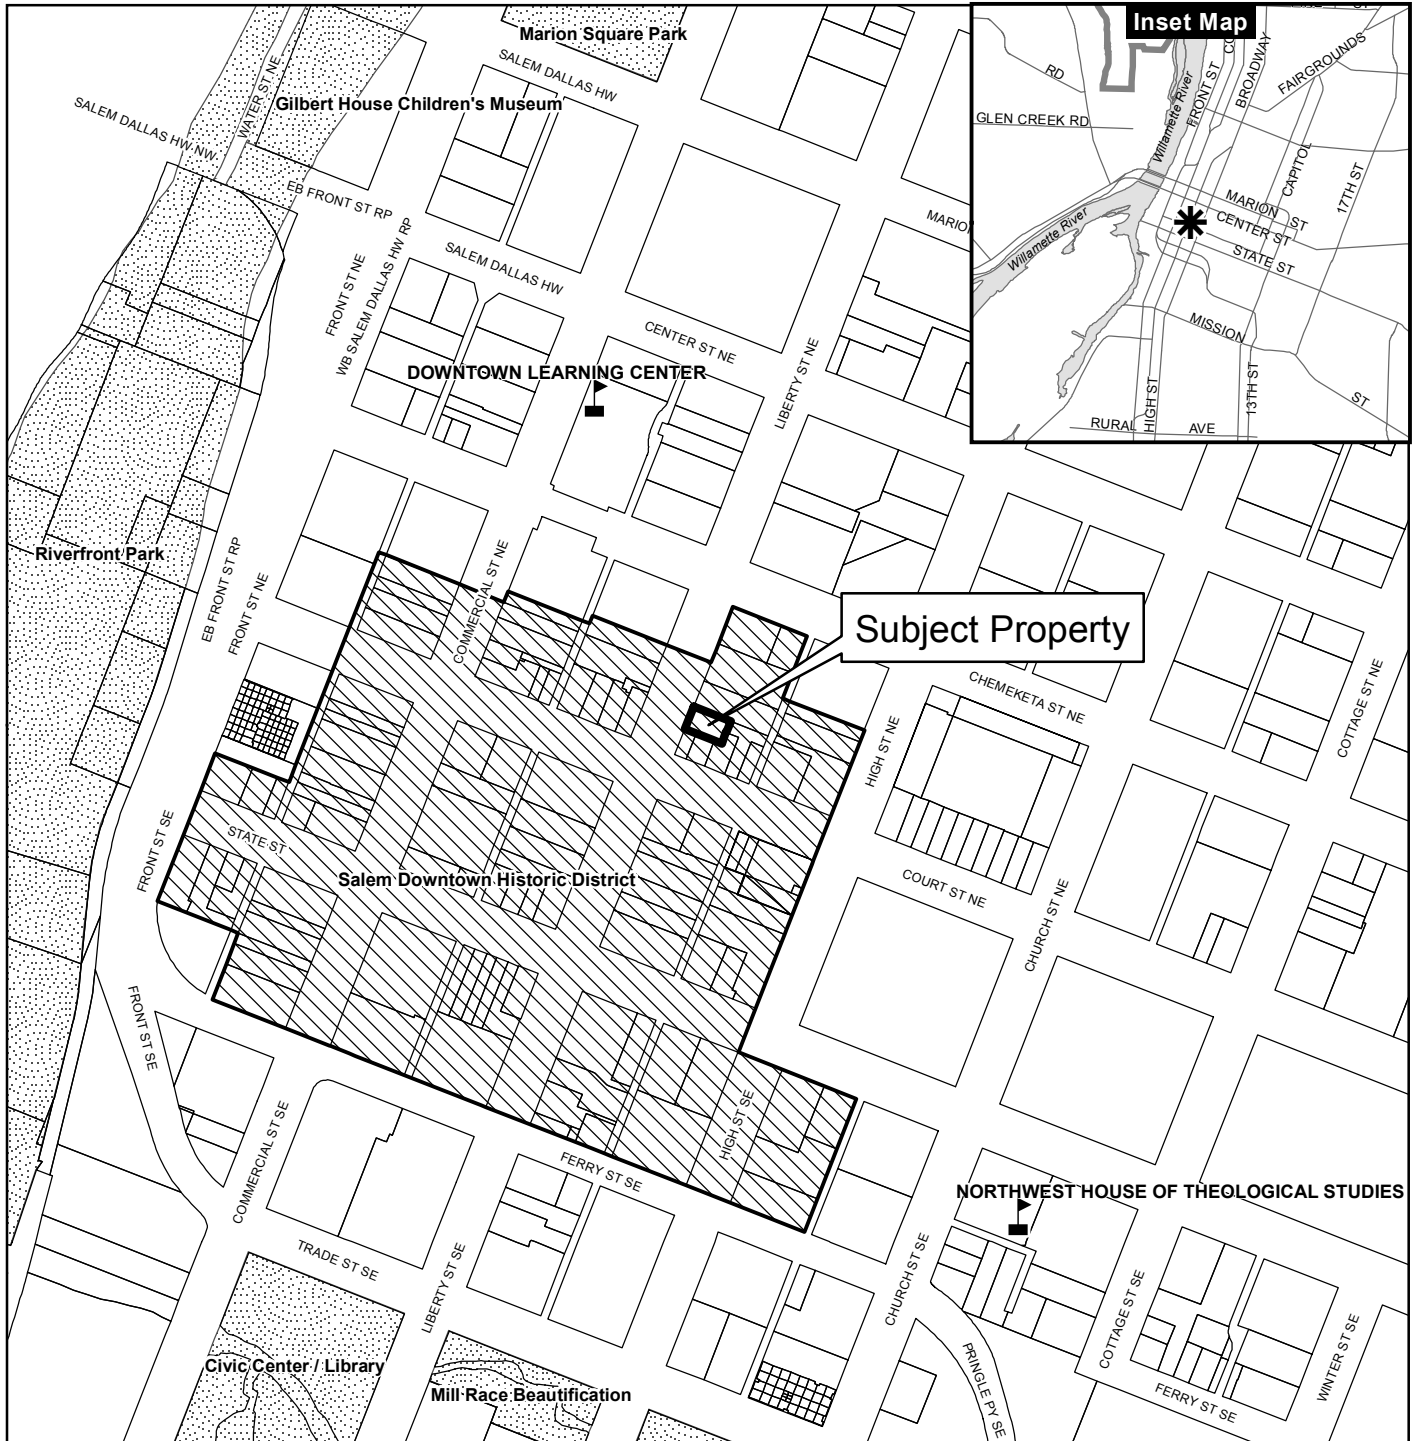 Marion Square Park
SALEM DALLAS HW
Gilbert House Children's Museum
WATER ST NE
SALEM DALLAS HW NW
EB FRONT ST RP
SALEM DALLAS HW
FRONT ST NE
WB SALEM DALLAS HW RP
CENTER ST NE
LIBERTY ST NE
DOWNTOWN LEARNING CENTER
Inset Map
RD
GLEN CREEK RD
Willamette River
FRONT ST
BROADWAY
FAIRGROUNDS
CAPITOL
17TH ST
MARION ST
CENTER ST
STATE ST
Willamette River
MISSION ST
13TH ST
HIGH ST
RURAL AVE
Riverfront Park
EB FRONT ST RP
FRONT ST NE
COMMERCIAL ST NE
Subject Property
CHEMEKETA ST NE
HIGH ST NE
COTTAGE ST NE
FRONT ST SE
STATE ST
Salem Downtown Historic District
COURT ST NE
CHURCH ST NE
FRONT ST SE
COMMERCIAL ST SE
HIGH ST SE
FERRY ST SE
NORTHWEST HOUSE OF THEOLOGICAL STUDIES
TRADE ST SE
LIBERTY ST SE
CHURCH ST SE
COTTAGE ST SE
WINTER ST SE
PRINGLE PY SE
FERRY ST SE
Civic Center / Library
Mill Race Beautification